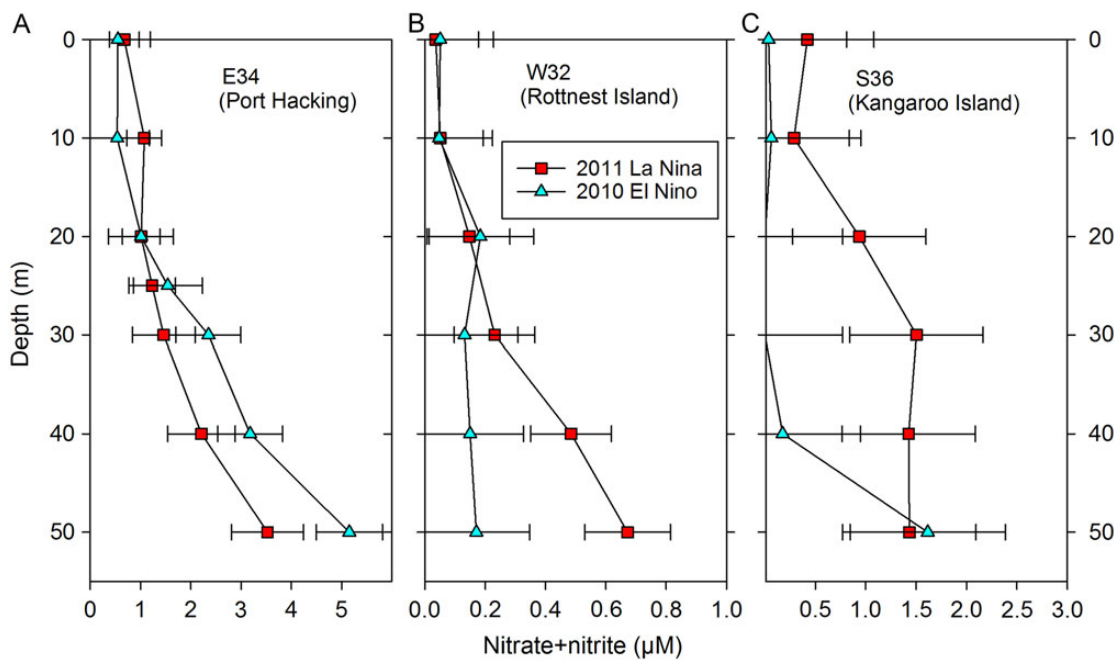 A
B
C
0
10
20
30
40
50
Depth (m)
E34
(Port Hacking)
W32
(Rottnest Island)
S36
(Kangaroo Island)
2011 La Nina
2010 El Nino
0
10
20
30
40
50
0 1 2 3 4 5
0.0 0.2 0.4 0.6 0.8 1.0
0.5 1.0 1.5 2.0 2.5 3.0
Nitrate+nitrite (µM)